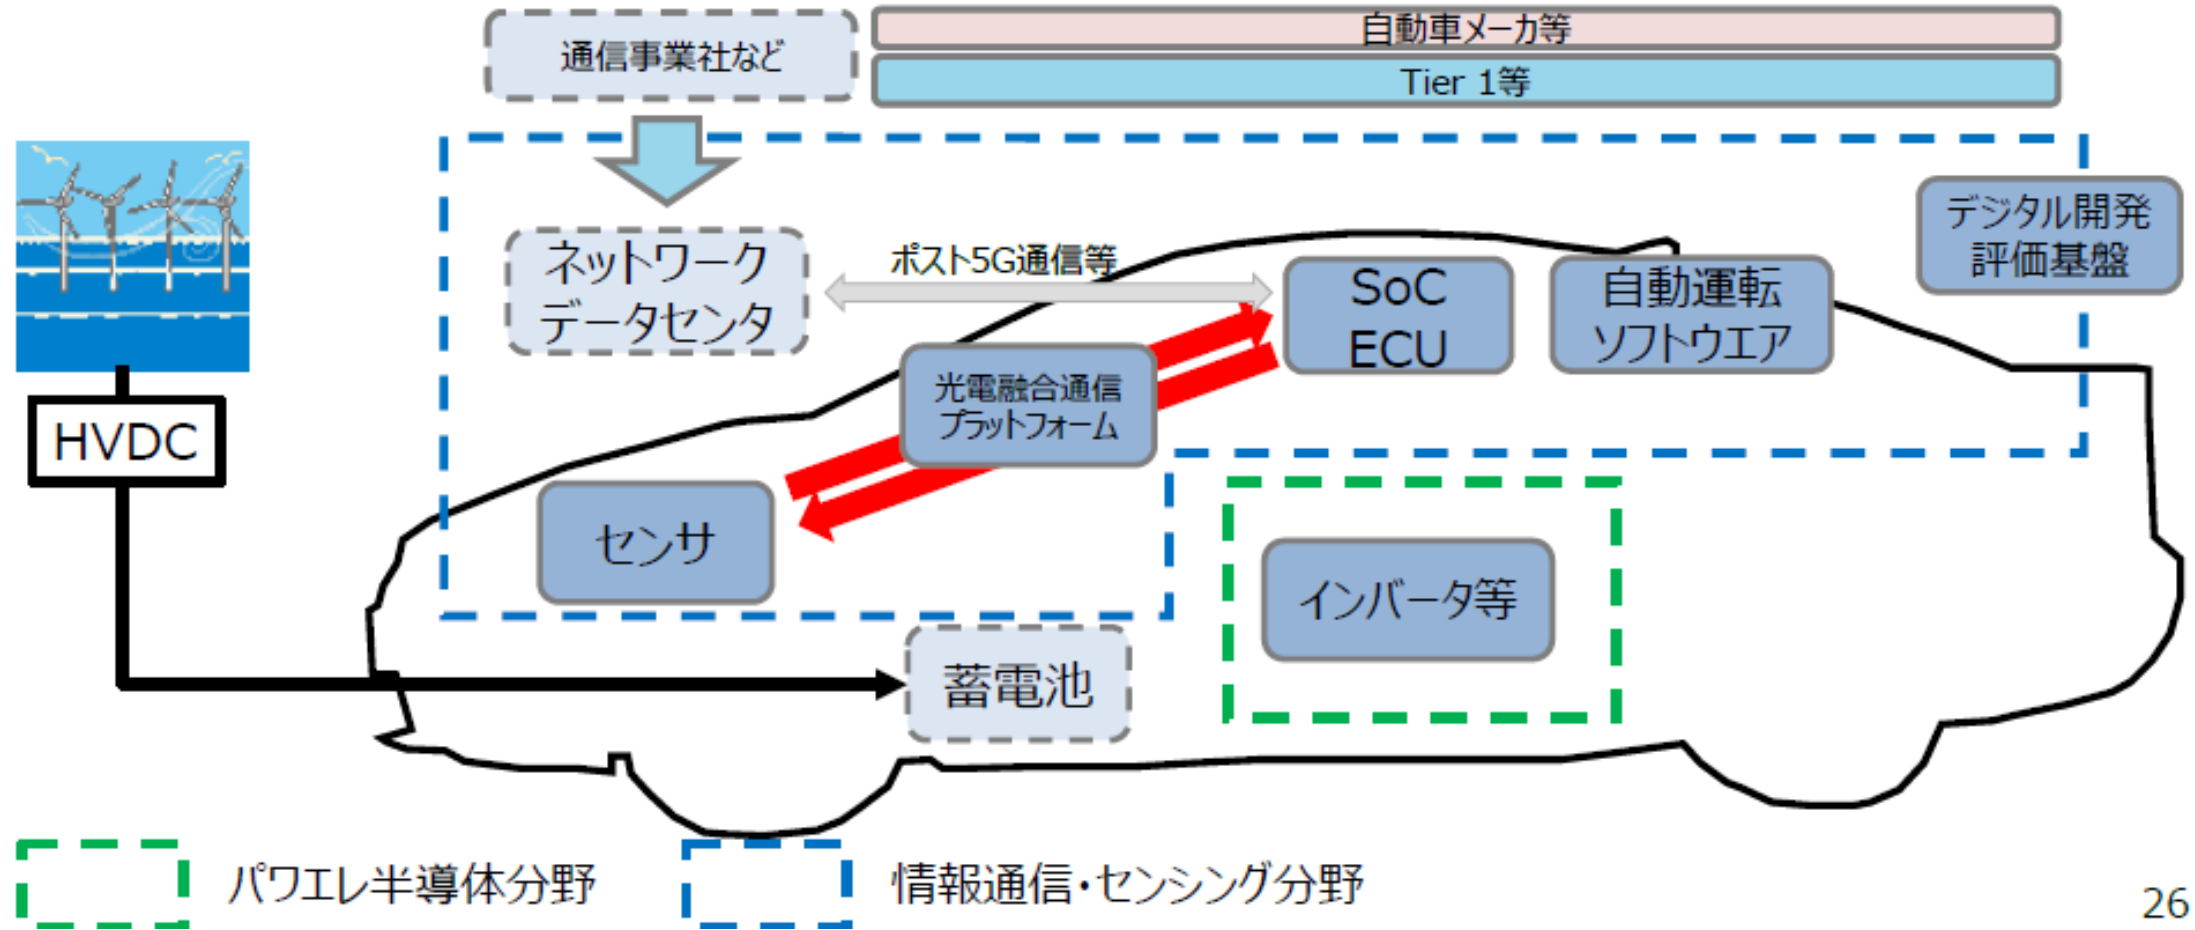 通信事業社など
自動車メーカ等
Tier 1等
デジタル開発
評価基盤
ネットワーク
データセンタ
ポスト5G通信等
SoC
ECU
自動運転
ソフトウエア
光電融合通信
プラットフォーム
HVDC
センサ
インバータ等
蓄電池
パワエレ半導体分野
情報通信・センシング分野
26